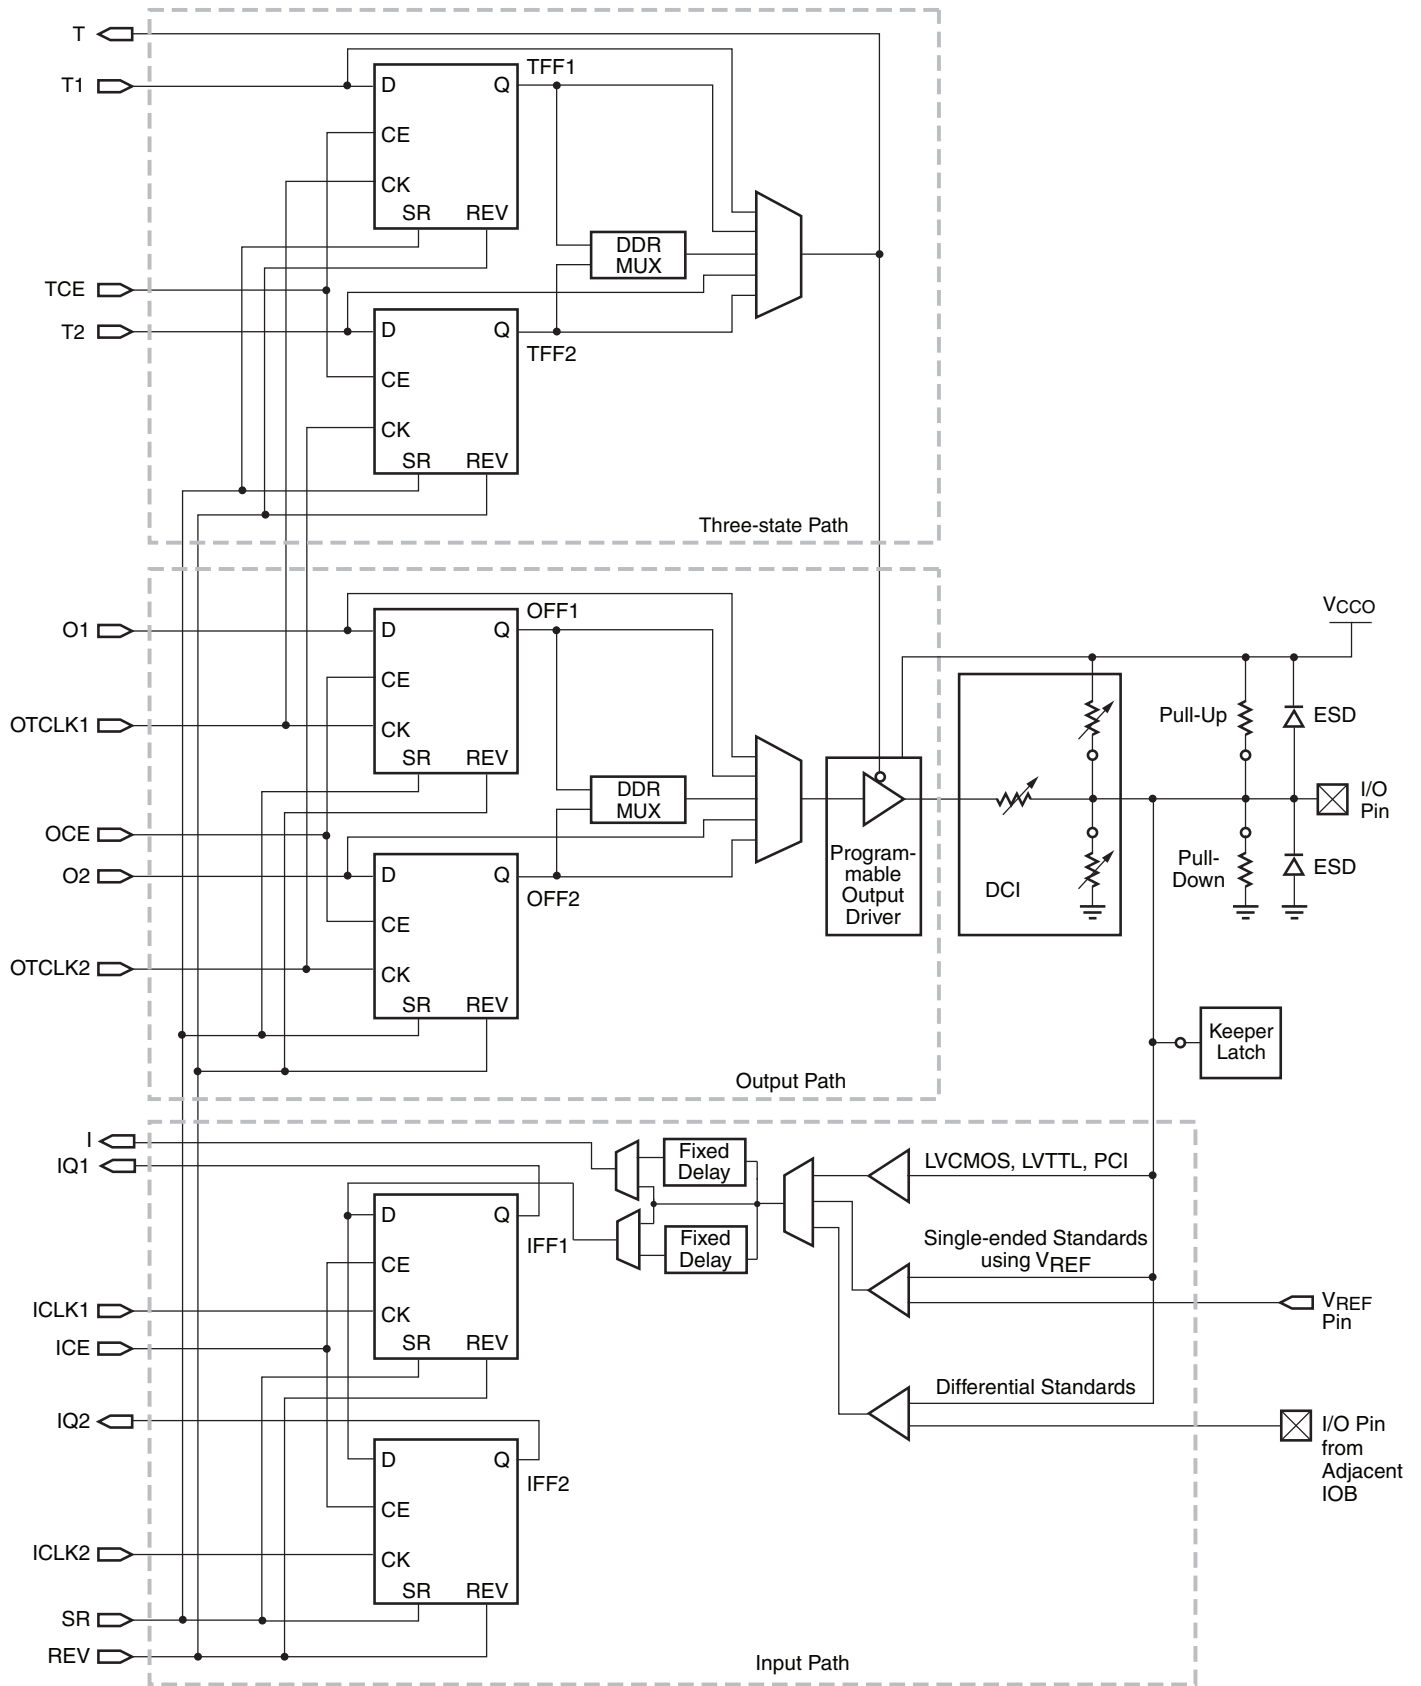 T
T1
D
Q
TFF1
CE
CK
SR
REV
DDR
MUX
TCE
T2
D
Q
TFF2
CE
CK
SR
REV
Three-state Path
O1
D
Q
OFF1
CE
OTCLK1
CK
SR
REV
DDR
MUX
OCE
O2
D
Q
OFF2
CE
OTCLK2
CK
SR
REV
Program-
mable
Output
Driver
DCI
VCCO
Pull-Up
ESD
I/O
Pin
Pull-
Down
ESD
Keeper
Latch
Output Path
I
IQ1
Fixed
Delay
LVCMOS, LVTTL, PCI
D
Q
IFF1
CE
Fixed
Delay
Single-ended Standards
using VREF
ICLK1
CK
VREF
Pin
ICE
SR
REV
Differential Standards
IQ2
I/O Pin
from
Adjacent
IOB
D
Q
IFF2
CE
ICLK2
CK
SR
REV
SR
REV
Input Path